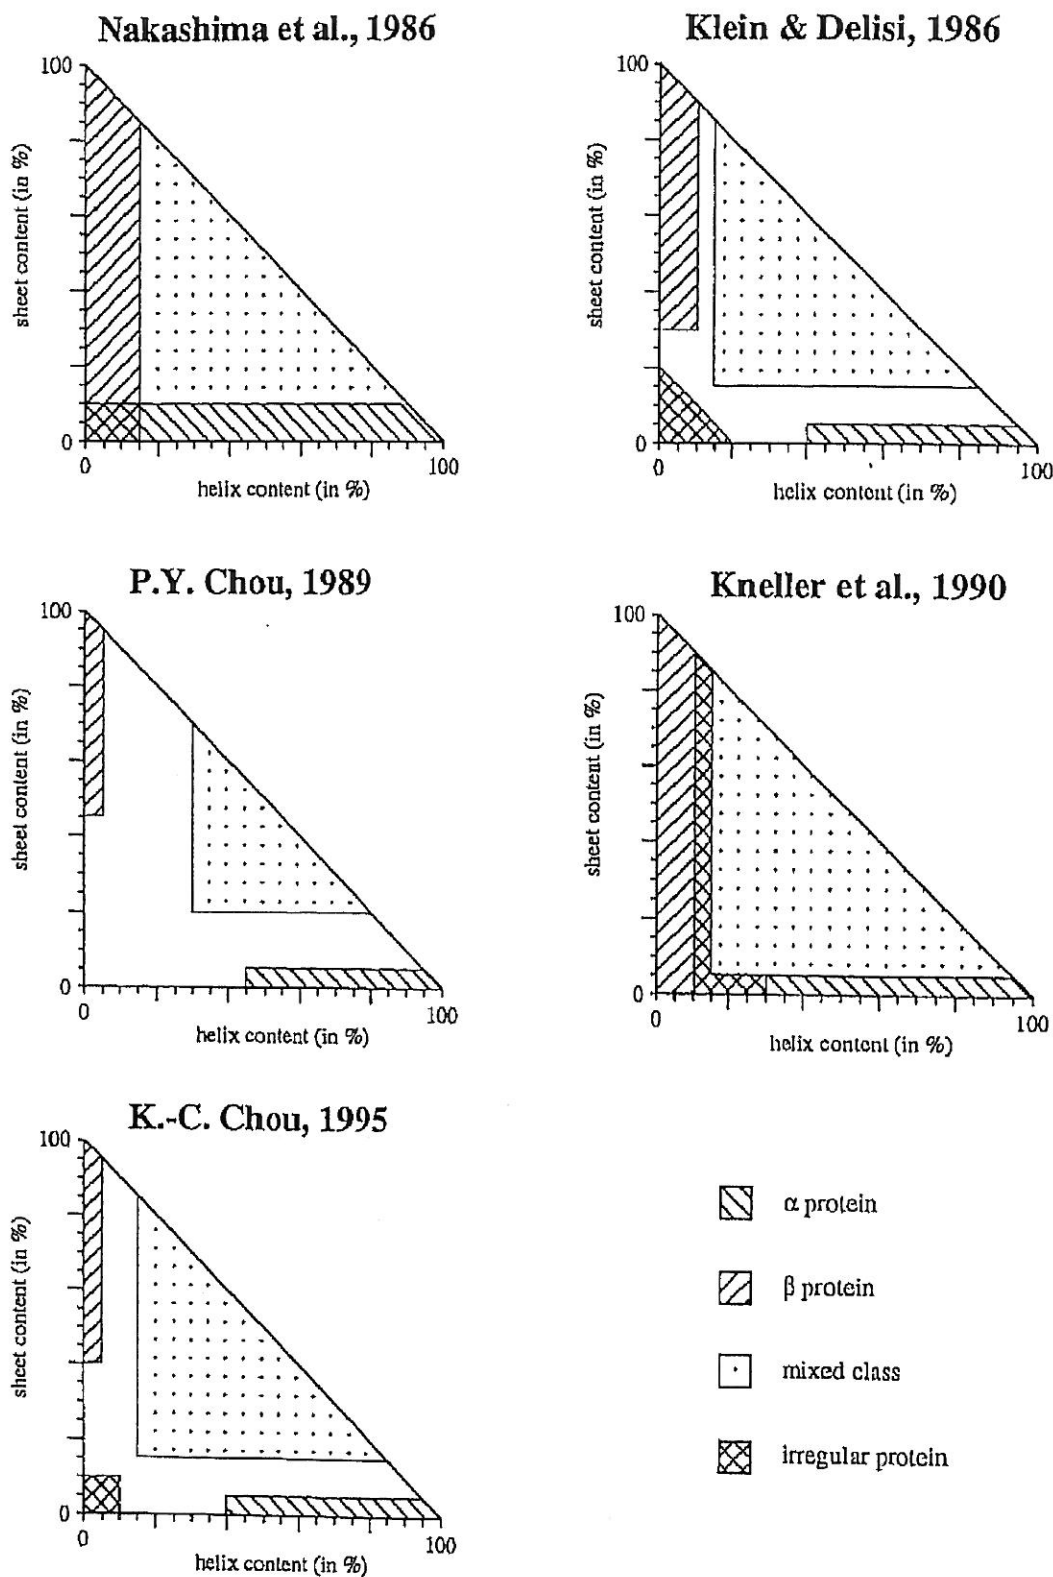 Nakashima et al., 1986
100
sheet content (in %)
0
0
100
helix content (in %)
Klein & Delisi, 1986
100
sheet content (in %)
0
0
100
helix content (in %)
P.Y. Chou, 1989
100
sheet content (in %)
0
0
100
helix content (in %)
Kneller et al., 1990
100
sheet content (in %)
0
0
100
helix content (in %)
K.-C. Chou, 1995
100
sheet content (in %)
0
0
100
helix content (in %)
α protein
β protein
mixed class
irregular protein